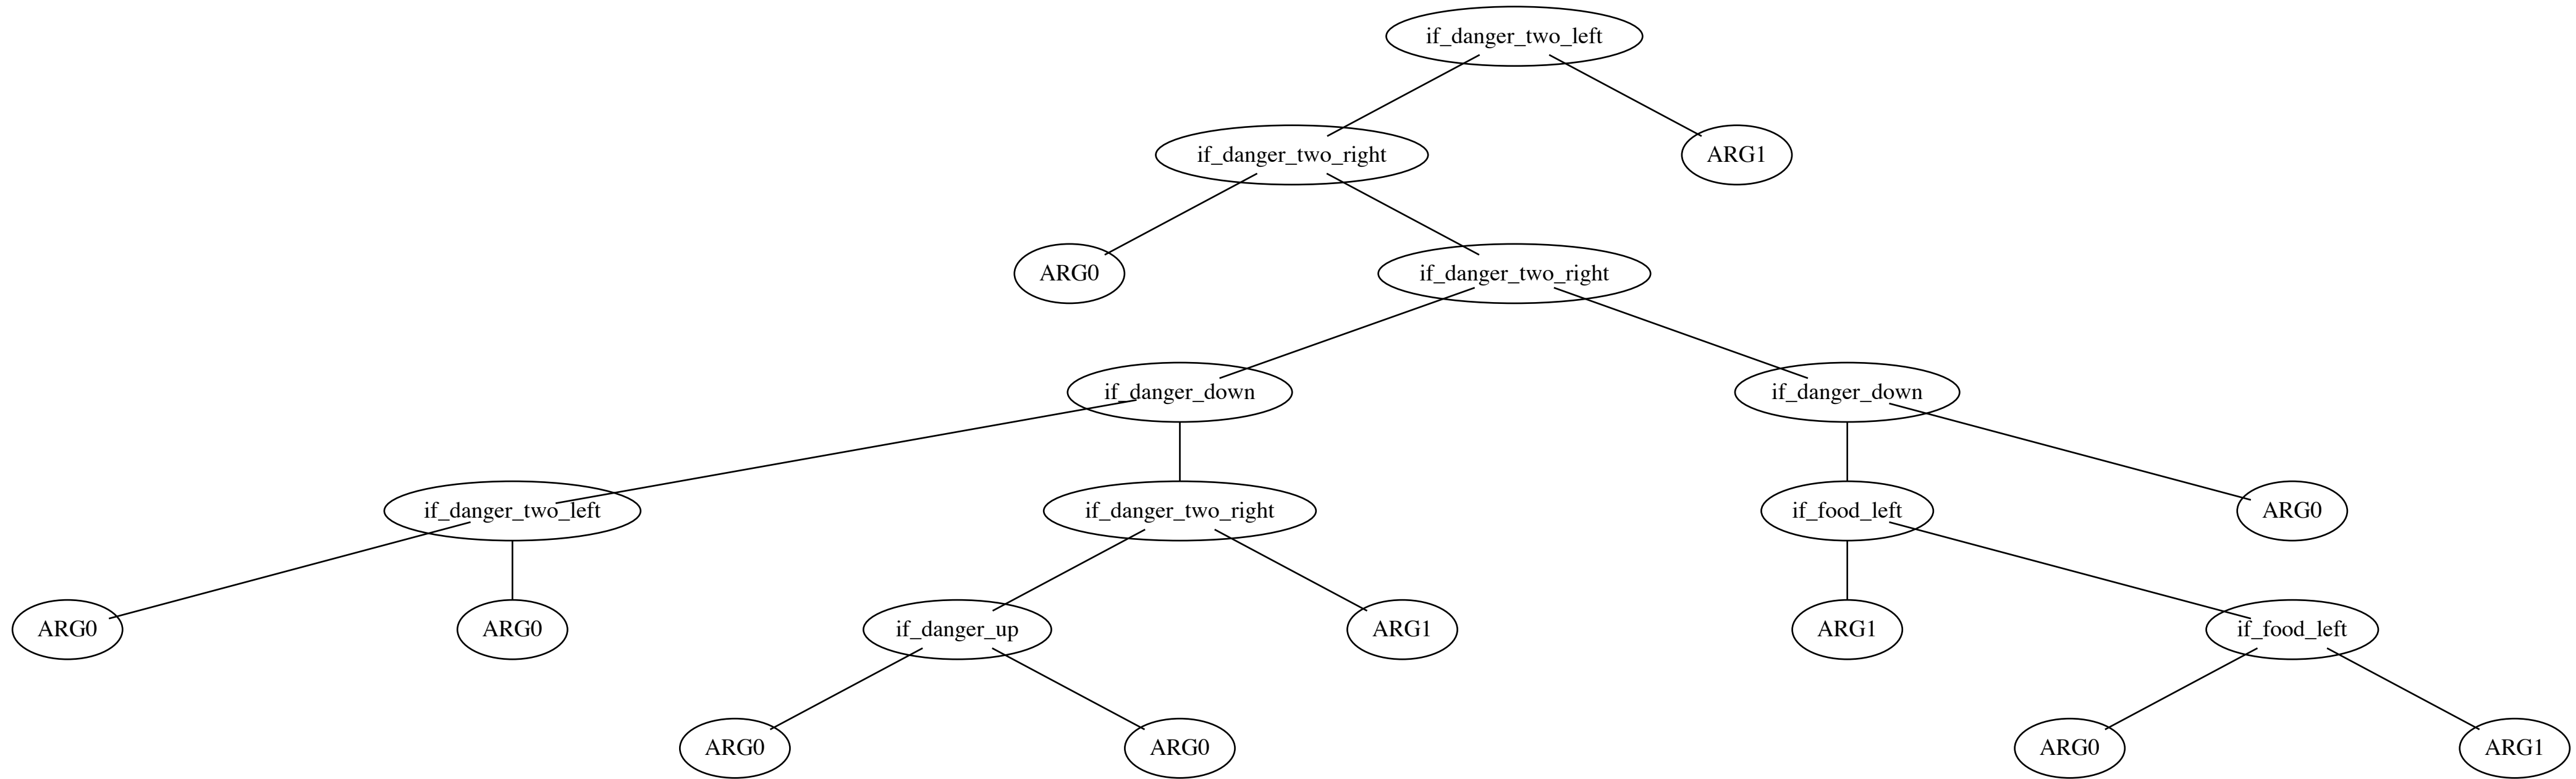 if_danger_two_left
if_danger_two_right
ARG1
ARG0
if_danger_two_right
if_danger_down
if_danger_down
if_danger_two_left
if_danger_two_right
if_food_left
ARG0
ARG0
ARG0
if_danger_up
ARG1
ARG1
if_food_left
ARG0
ARG0
ARG0
ARG1